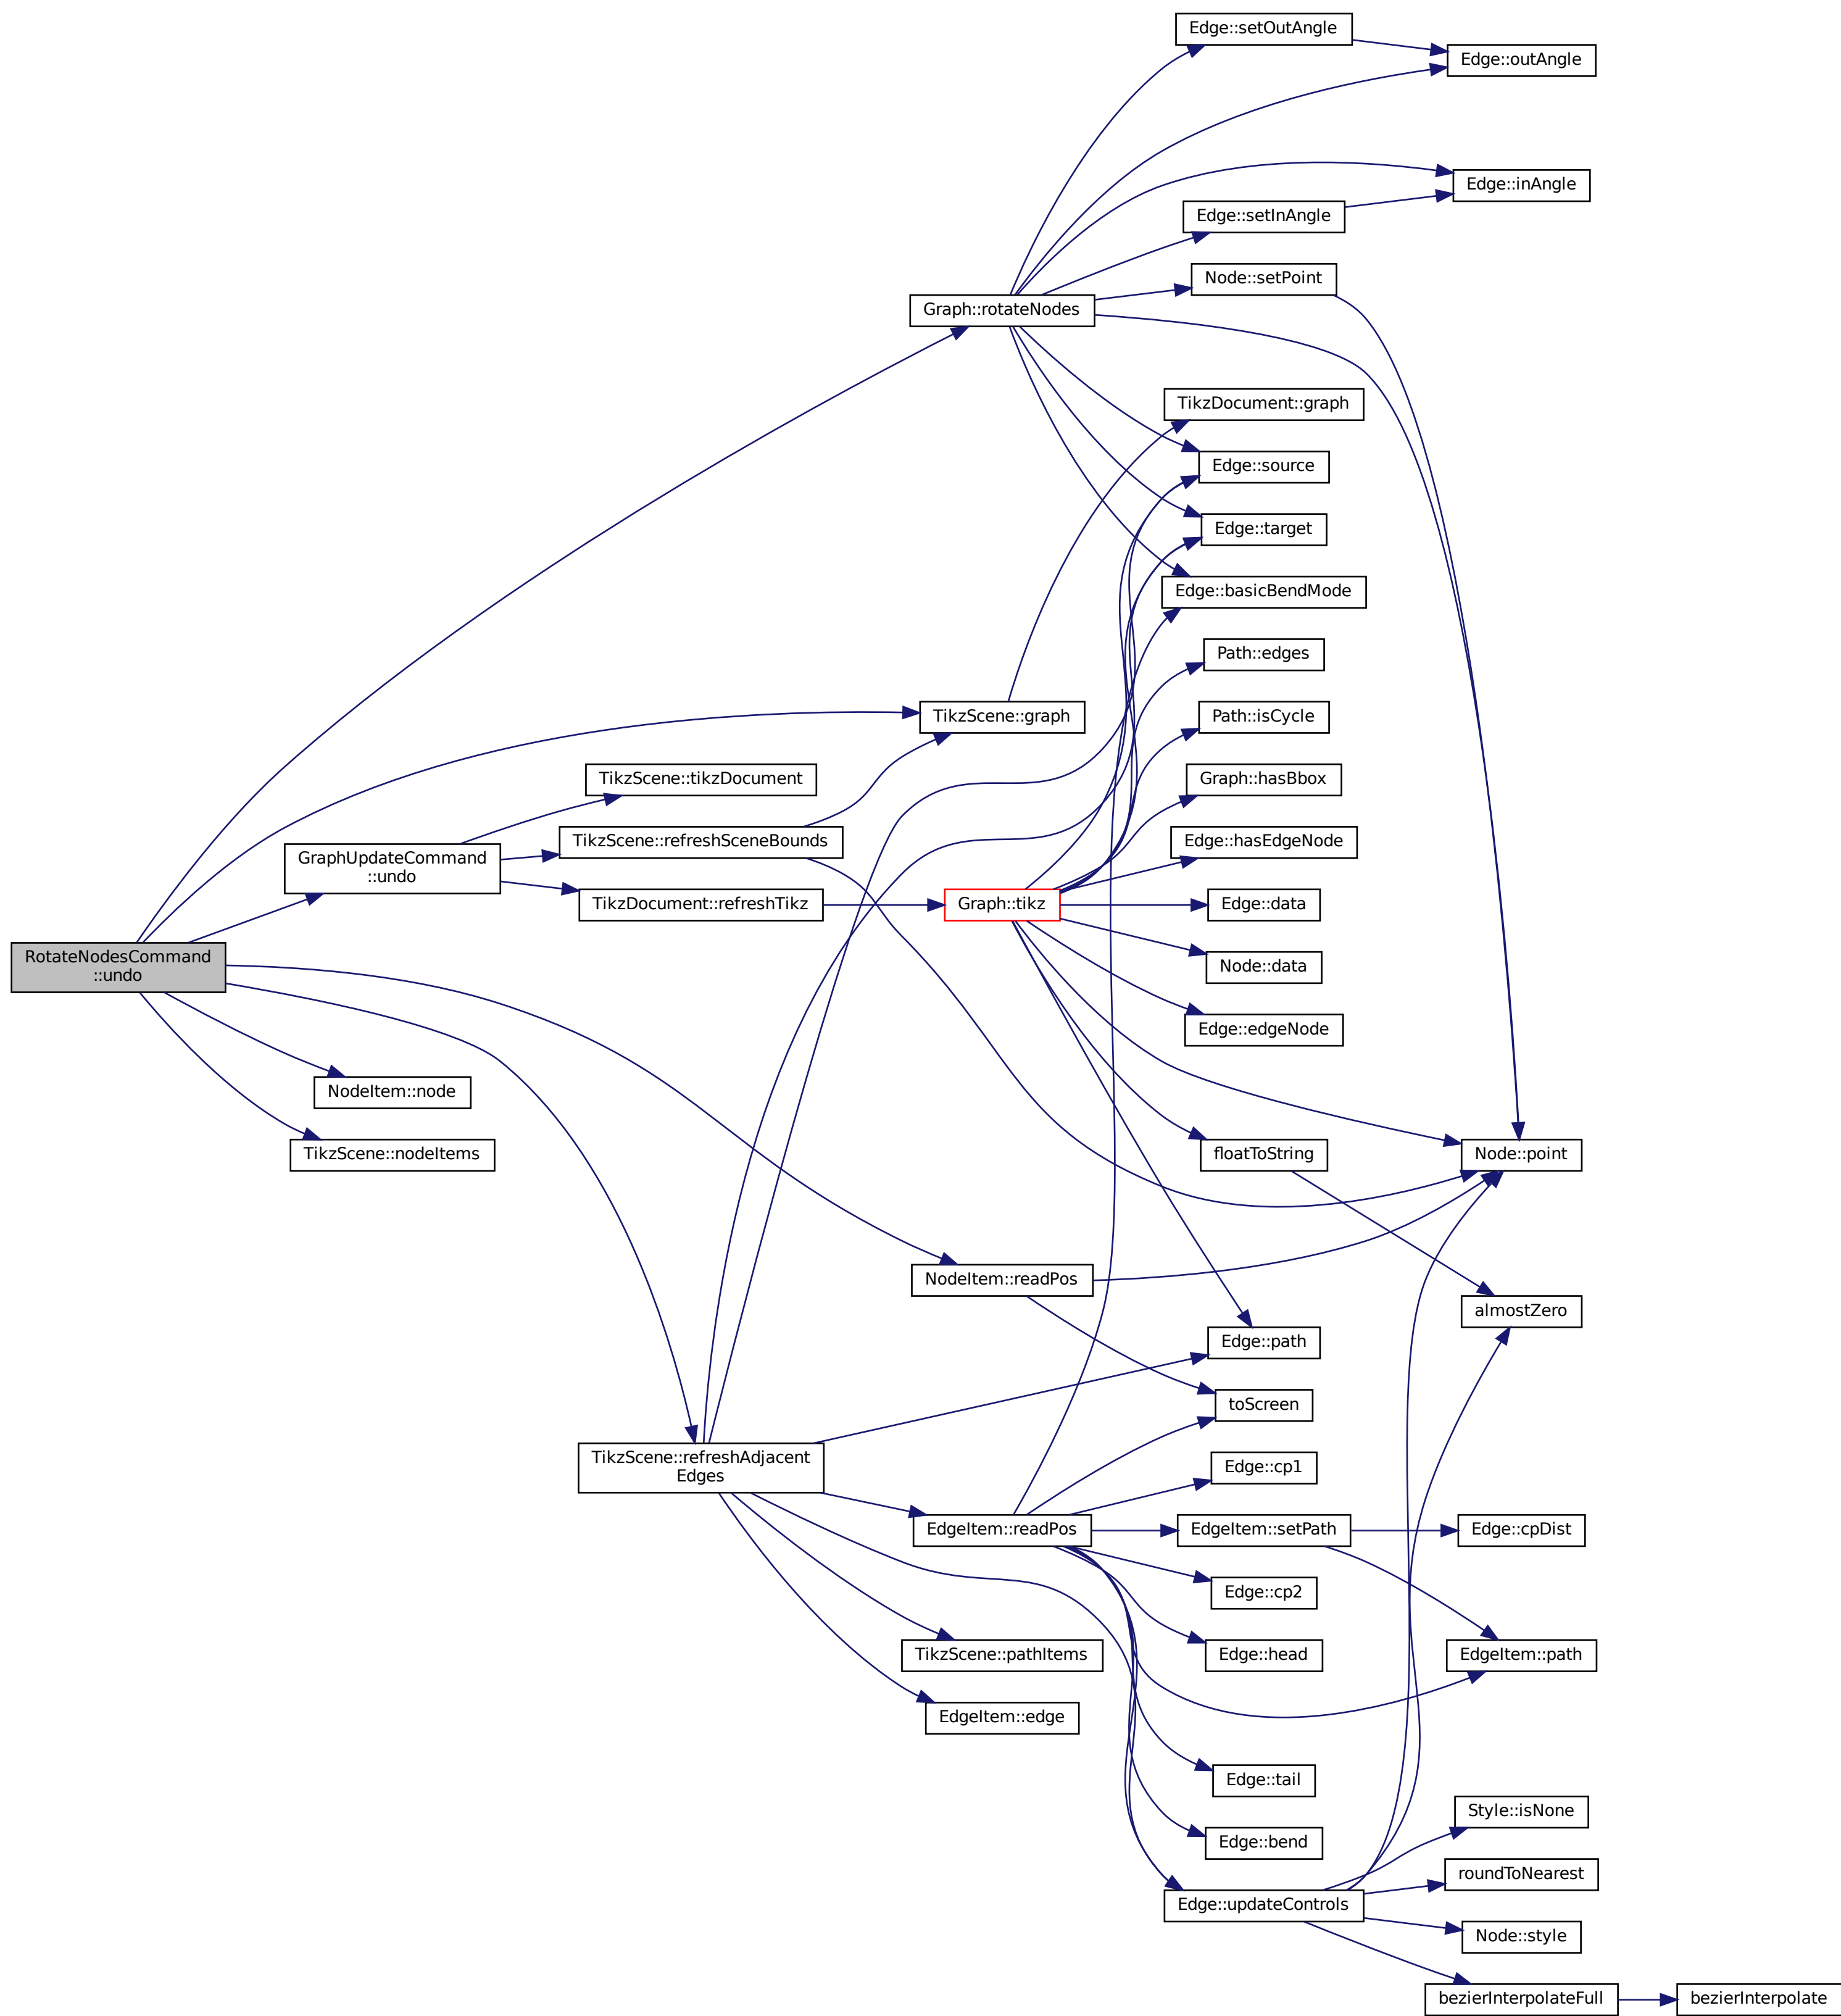 Edge::setOutAngle
Edge::outAngle
Edge::inAngle
Edge::setInAngle
Node::setPoint
Graph::rotateNodes
TikzDocument::graph
Edge::source
Edge::target
Edge::basicBendMode
Path::edges
TikzScene::graph
Path::isCycle
TikzScene::tikzDocument
Graph::hasBbox
TikzScene::refreshSceneBounds
Edge::hasEdgeNode
GraphUpdateCommand
::undo
TikzDocument::refreshTikz
Graph::tikz
Edge::data
RotateNodesCommand
::undo
Node::data
Edge::edgeNode
NodeItem::node
TikzScene::nodeItems
floatToString
Node::point
NodeItem::readPos
almostZero
Edge::path
toScreen
TikzScene::refreshAdjacent
Edges
Edge::cp1
EdgeItem::readPos
EdgeItem::setPath
Edge::cpDist
Edge::cp2
TikzScene::pathItems
Edge::head
EdgeItem::path
EdgeItem::edge
Edge::tail
Style::isNone
Edge::bend
roundToNearest
Edge::updateControls
Node::style
bezierInterpolateFull
bezierInterpolate